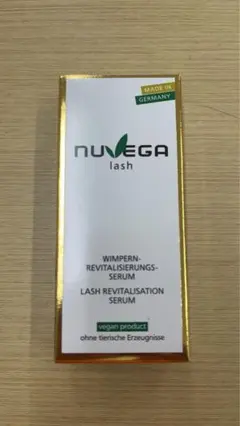 MADE IN
GERMANY
NUVEGA
lash
WIMPERN-
REVITALISIERUNGS-
SERUM
LASH REVITALISATION
SERUM
vegan product
ohne tierische Erzeugnisse